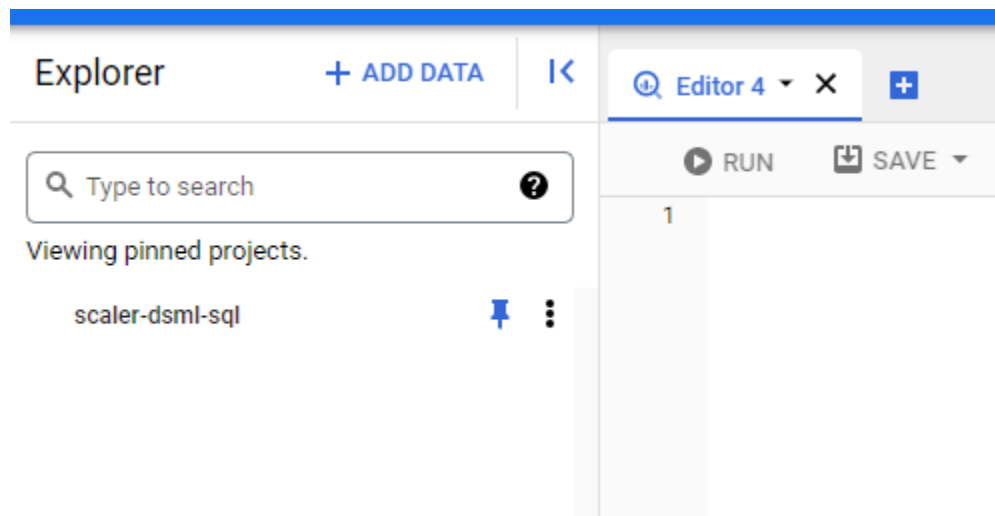 Explorer
+ ADD DATA
Editor 4
RUN
SAVE
Type to search
1
Viewing pinned projects.
scaler-dsml-sql